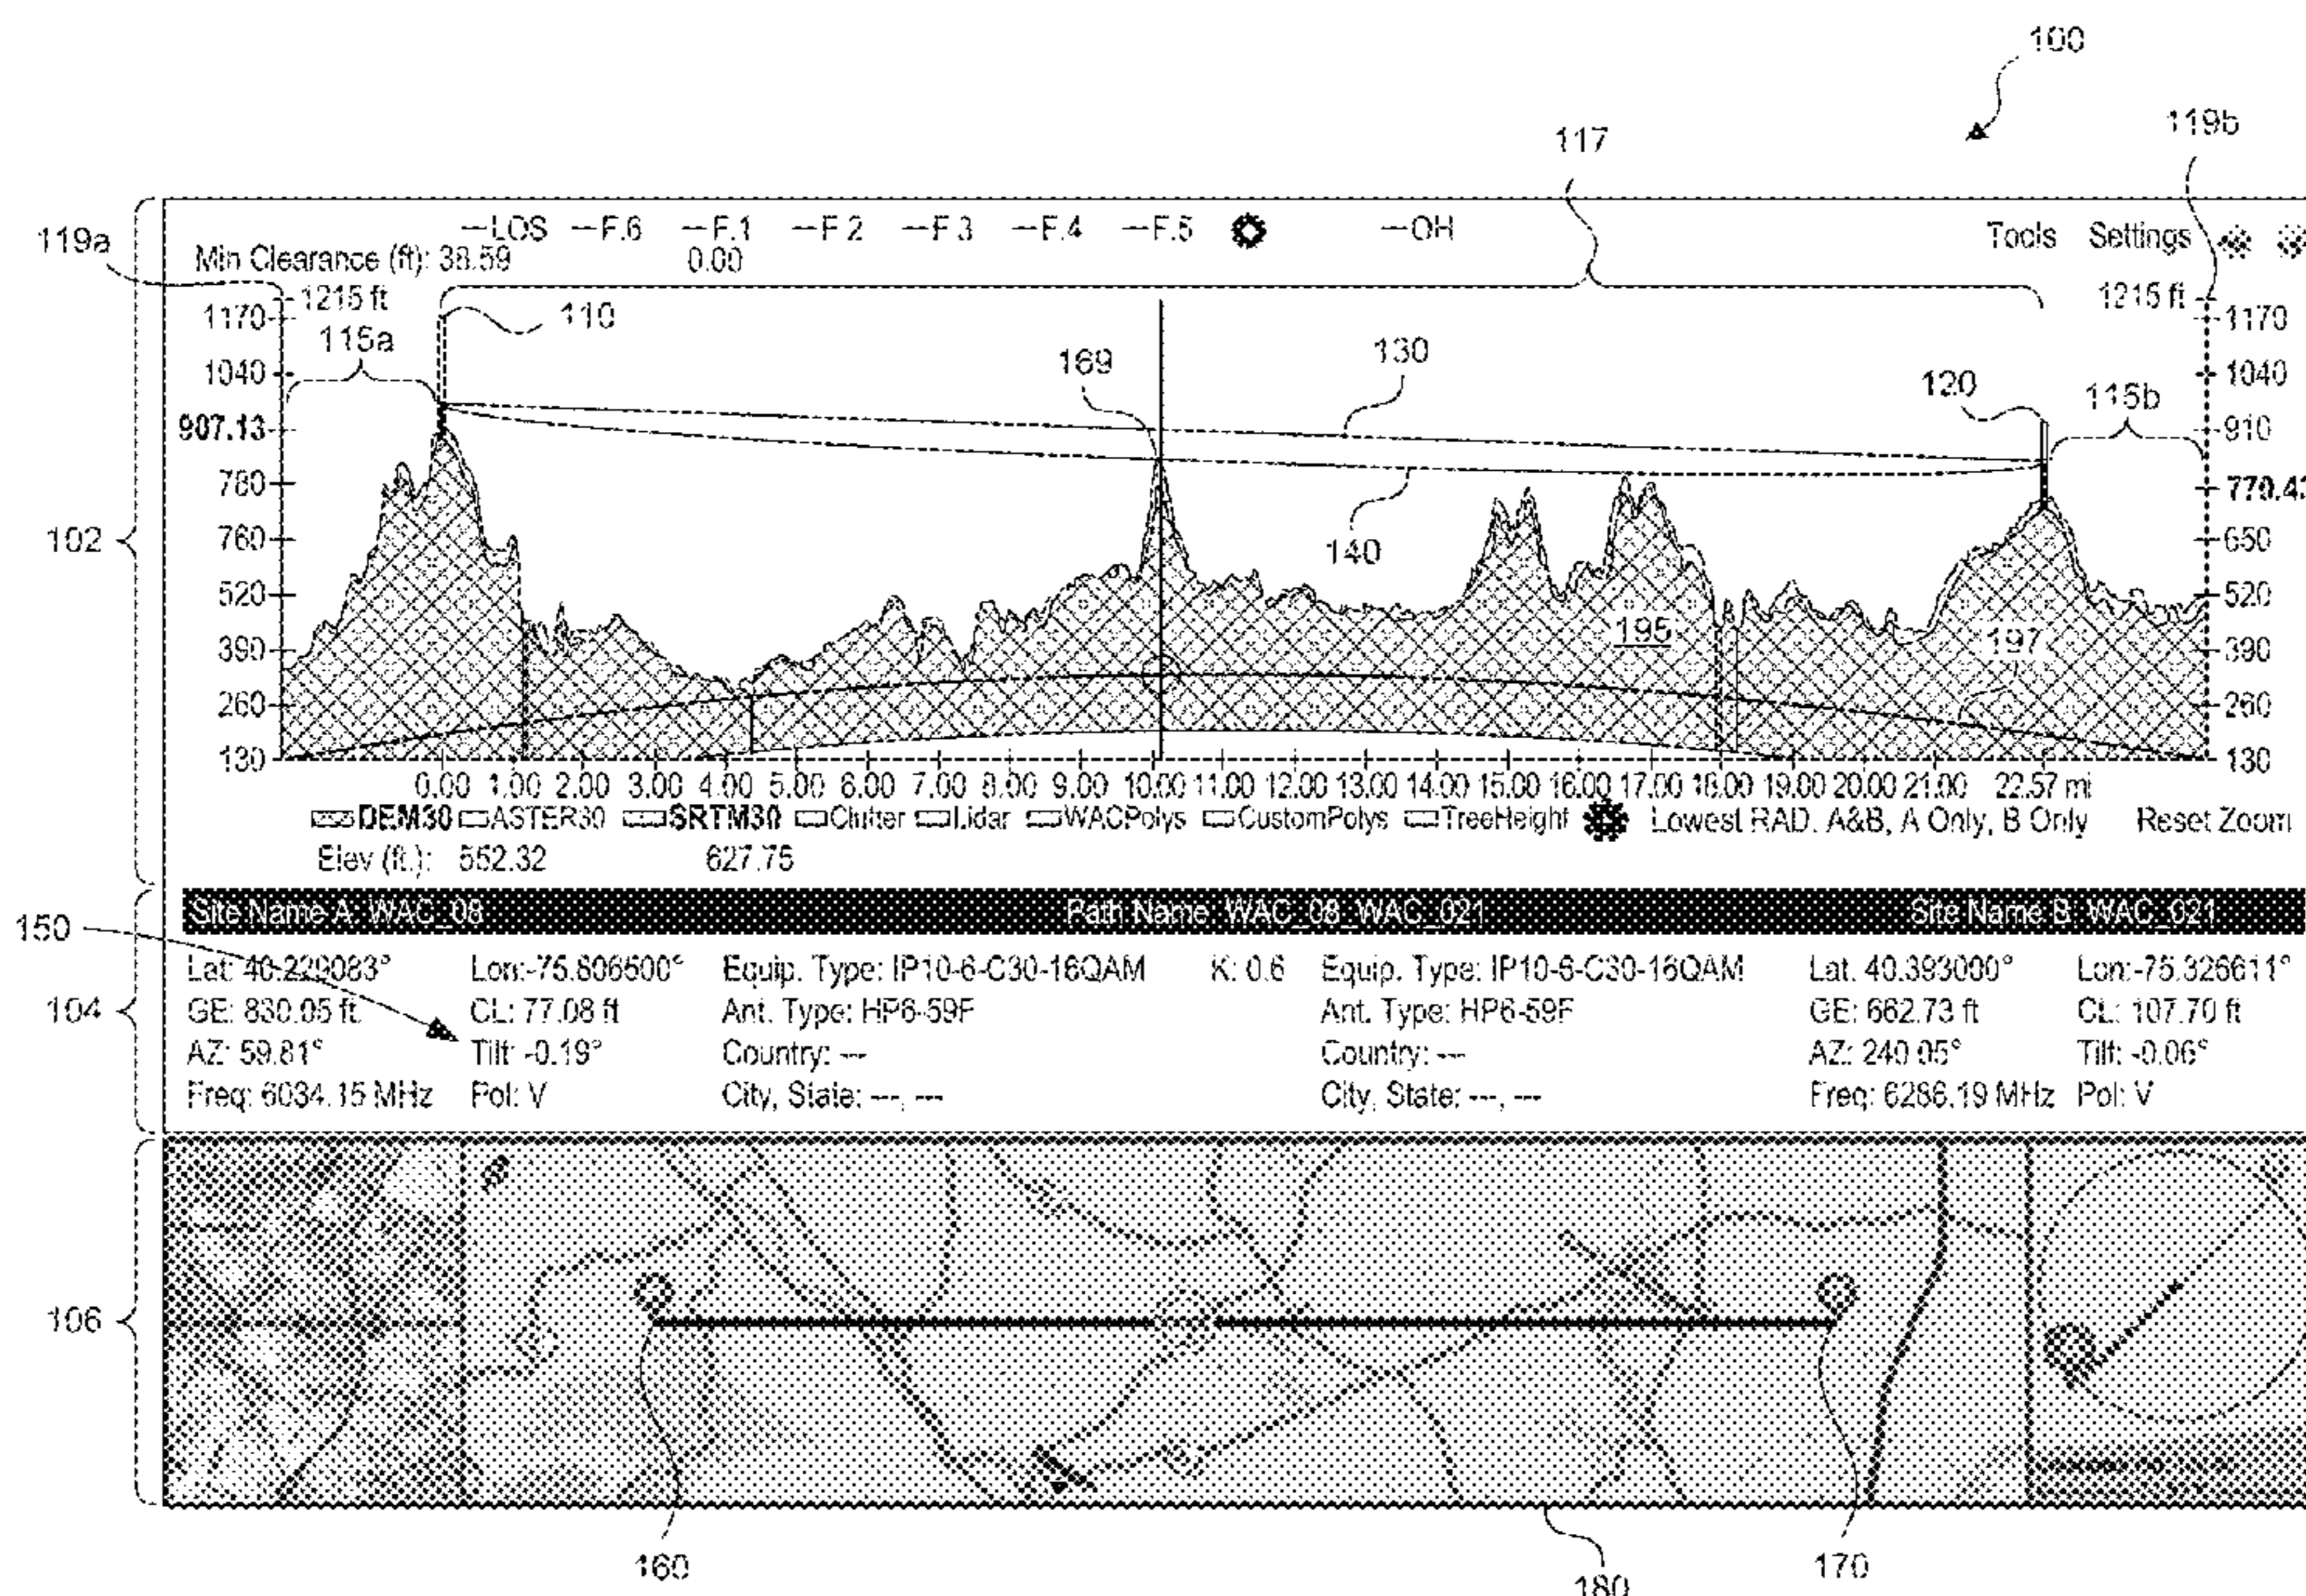 100
117
119b
119a
LOS F.6 F.1 F.2 F.3 F.4 F.5 OH Tools Settings
Min Clearance (ft): 38.59 0.00
1215 ft 1215 ft
1170 110 1170
115a
169 130
1040 120 1040
115b
907.13 910
780 770.43
102 760 140 650
520 520
390 195 197 390
260 260
130 130
0.00 1.00 2.00 3.00 4.00 5.00 6.00 7.00 8.00 9.00 10.00 11.00 12.00 13.00 14.00 15.00 16.00 17.00 18.00 19.00 20.00 21.00 22.57 mi
DEM30 ASTER30 SRTM30 Clutter Lidar WACPolys CustomPolys TreeHeight Lowest RAD. A&B, A Only, B Only Reset Zoom
Elev (ft.): 552.32 627.75
Site Name A: WAC_08 Path Name: WAC_08_WAC_021 Site Name B: WAC_021
150
Lat: 40.229083° Lon:-75.806500° Equip. Type: IP10-6-C30-16QAM K: 0.6 Equip. Type: IP10-6-C30-16QAM Lat. 40.393000° Lon:-75.326611°
104 GE: 830.05 ft. CL: 77.08 ft Ant. Type: HP6-59F Ant. Type: HP6-59F GE: 662.73 ft CL: 107.70 ft
AZ: 59.81° Tilt: -0.19° Country: --- Country: --- AZ: 240.05° Tilt: -0.06°
Freq: 6034.15 MHz Pol: V City, State: ---, --- City, State: ---, --- Freq: 6286.19 MHz Pol: V
106
160 180 170